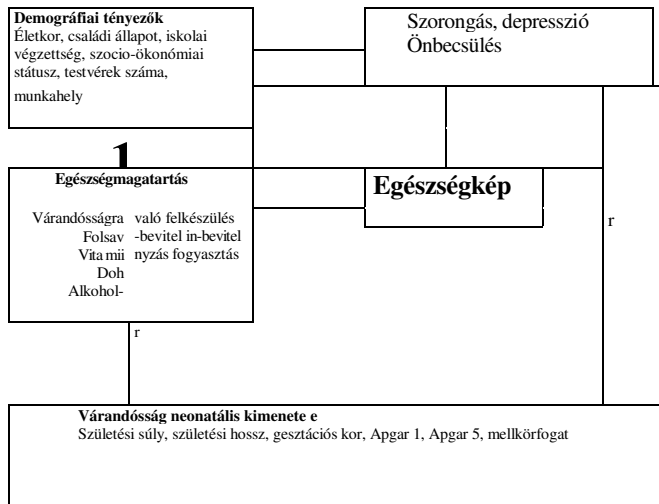 Demográfiai tényezők
Életkor, családi állapot, iskolai
végzettség, szocio-ökonómiai
státusz, testvérek száma,
munkahely
Szorongás, depresszió
Önbecsülés
1
Egészségmagatartás
Várandósságra való felkészülés
Folsav -bevitel in-bevitel
Vita mii nyzás fogyasztás
Doh
Alkohol-
Egészségkép
r
r
Várandósság neonatális kimenete e
Születési súly, születési hossz, gesztációs kor, Apgar 1, Apgar 5, mellkörfogat